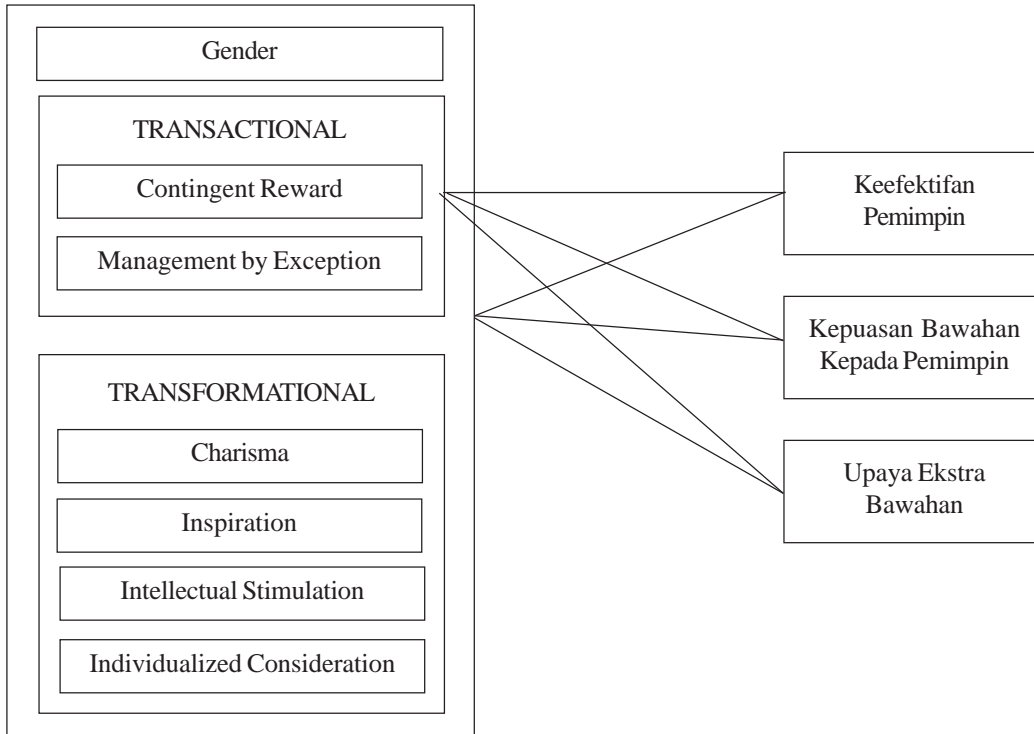 Gender
TRANSACTIONAL
Contingent Reward
Management by Exception
TRANSFORMATIONAL
Charisma
Inspiration
Intellectual Stimulation
Individualized Consideration
Keefektifan
Pemimpin
Kepuasan Bawahan
Kepada Pemimpin
Upaya Ekstra
Bawahan